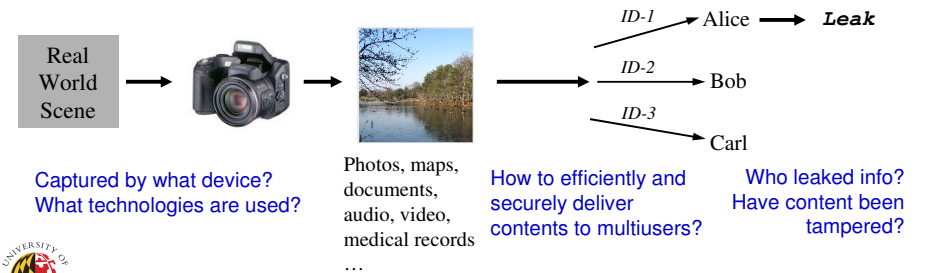 Real
World
Scene
ID-1
Alice
Leak
ID-2
Bob
ID-3
Carl
Captured by what device?
What technologies are used?
Photos, maps,
documents,
audio, video,
medical records
…
How to efficiently and
securely deliver
contents to multiusers?
Who leaked info?
Have content been
tampered?
UNIVERSITY OF